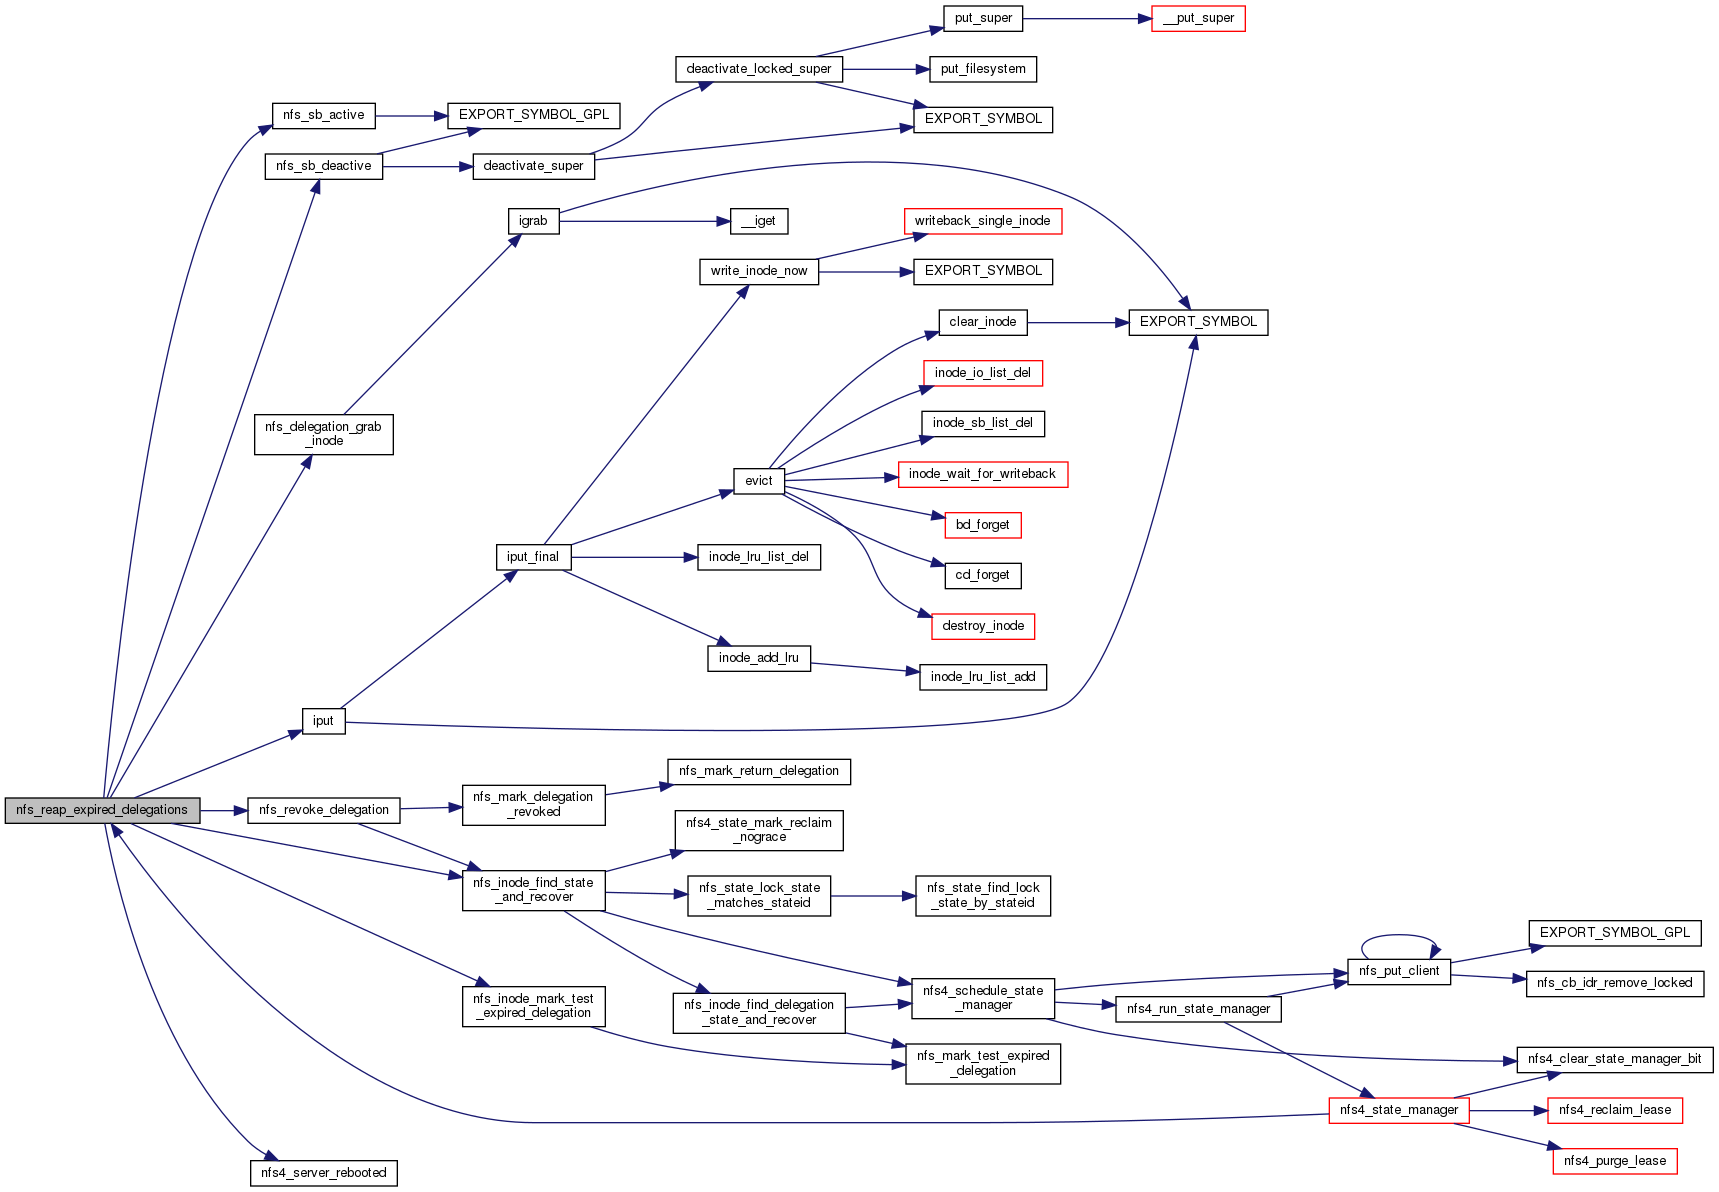 put_super
__put_super
deactivate_locked_super
put_filesystem
nfs_sb_active
EXPORT_SYMBOL_GPL
EXPORT_SYMBOL
nfs_sb_deactive
deactivate_super
igrab
__iget
writeback_single_inode
write_inode_now
EXPORT_SYMBOL
clear_inode
EXPORT_SYMBOL
inode_io_list_del
nfs_delegation_grab
_inode
inode_sb_list_del
evict
inode_wait_for_writeback
bd_forget
iput_final
inode_lru_list_del
cd_forget
destroy_inode
inode_add_lru
inode_lru_list_add
iput
nfs_mark_return_delegation
nfs_reap_expired_delegations
nfs_revoke_delegation
nfs_mark_delegation
_revoked
nfs4_state_mark_reclaim
_nograce
nfs_inode_find_state
_and_recover
nfs_state_lock_state
_matches_stateid
nfs_state_find_lock
_state_by_stateid
EXPORT_SYMBOL_GPL
nfs_put_client
nfs_cb_idr_remove_locked
nfs_inode_mark_test
_expired_delegation
nfs_inode_find_delegation
_state_and_recover
nfs4_schedule_state
_manager
nfs4_run_state_manager
nfs_mark_test_expired
_delegation
nfs4_clear_state_manager_bit
nfs4_state_manager
nfs4_reclaim_lease
nfs4_purge_lease
nfs4_server_rebooted